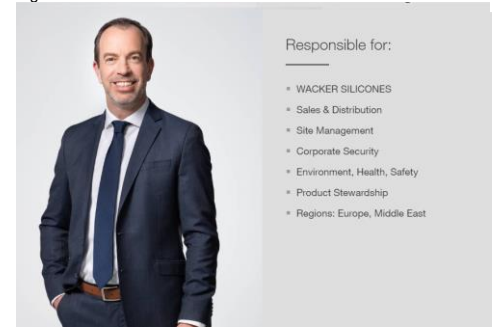 Responsible for:
WACKER SILICONES
Sales & Distribution
Site Management
Corporate Security
Environment, Health, Safety
Product Stewardship
Regions: Europe, Middle East